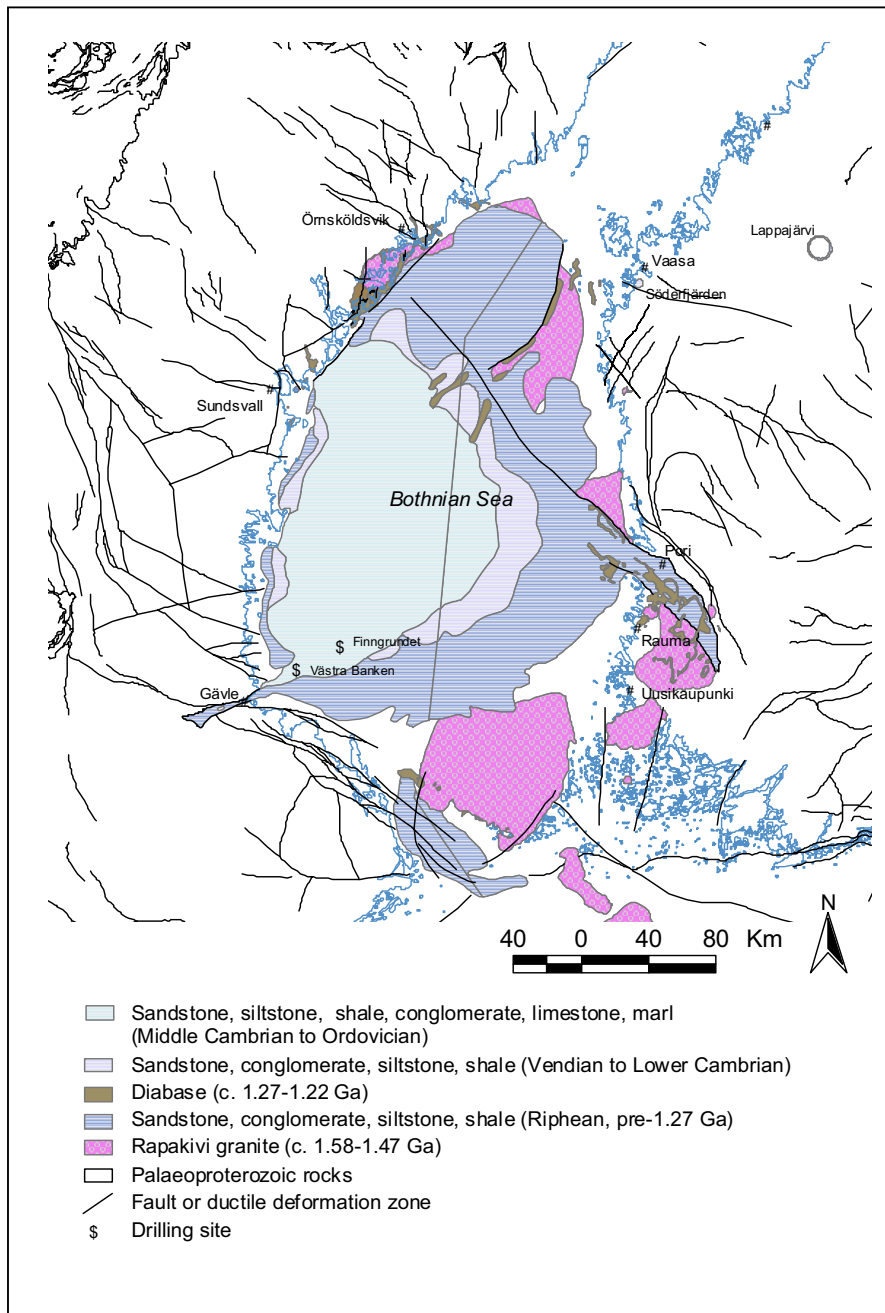 Örnsköldsvik
#
#
Lappajärvi
Vaasa
#
Söderfjärden
#
Sundsvall
Bothnian Sea
Pori
#
Finngrundet
$
#
Rauma
$
Västra Banken
Gävle
#
#
Uusikaupunki
N
40 0 40 80 Km
Sandstone, siltstone, shale, conglomerate, limestone, marl
(Middle Cambrian to Ordovician)
Sandstone, conglomerate, siltstone, shale (Vendian to Lower Cambrian)
Diabase (c. 1.27-1.22 Ga)
Sandstone, conglomerate, siltstone, shale (Riphean, pre-1.27 Ga)
Rapakivi granite (c. 1.58-1.47 Ga)
Palaeoproterozoic rocks
Fault or ductile deformation zone
$ Drilling site